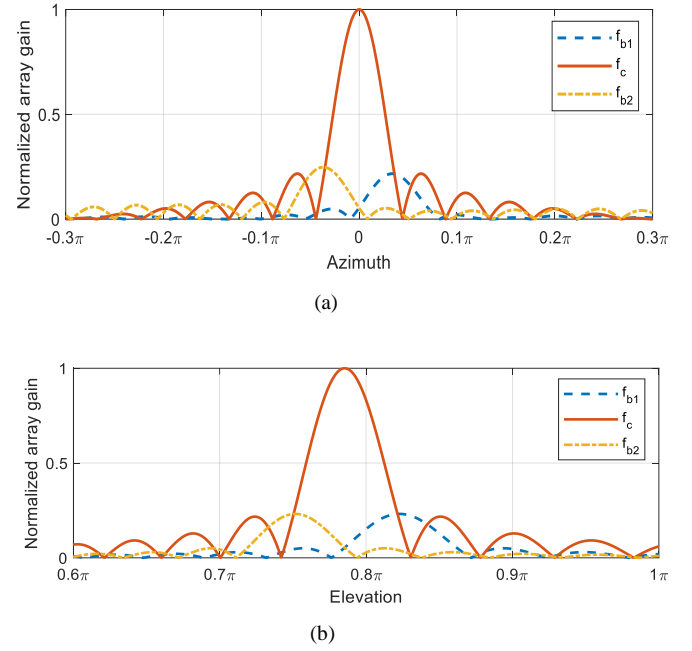 Normalized array gain
1
0.5
0
f_b1
f_c
f_b2
-0.3π -0.2π -0.1π 0 0.1π 0.2π 0.3π
Azimuth
(a)
Normalized array gain
1
0.5
0
f_b1
f_c
f_b2
0.6π 0.7π 0.8π 0.9π 1π
Elevation
(b)